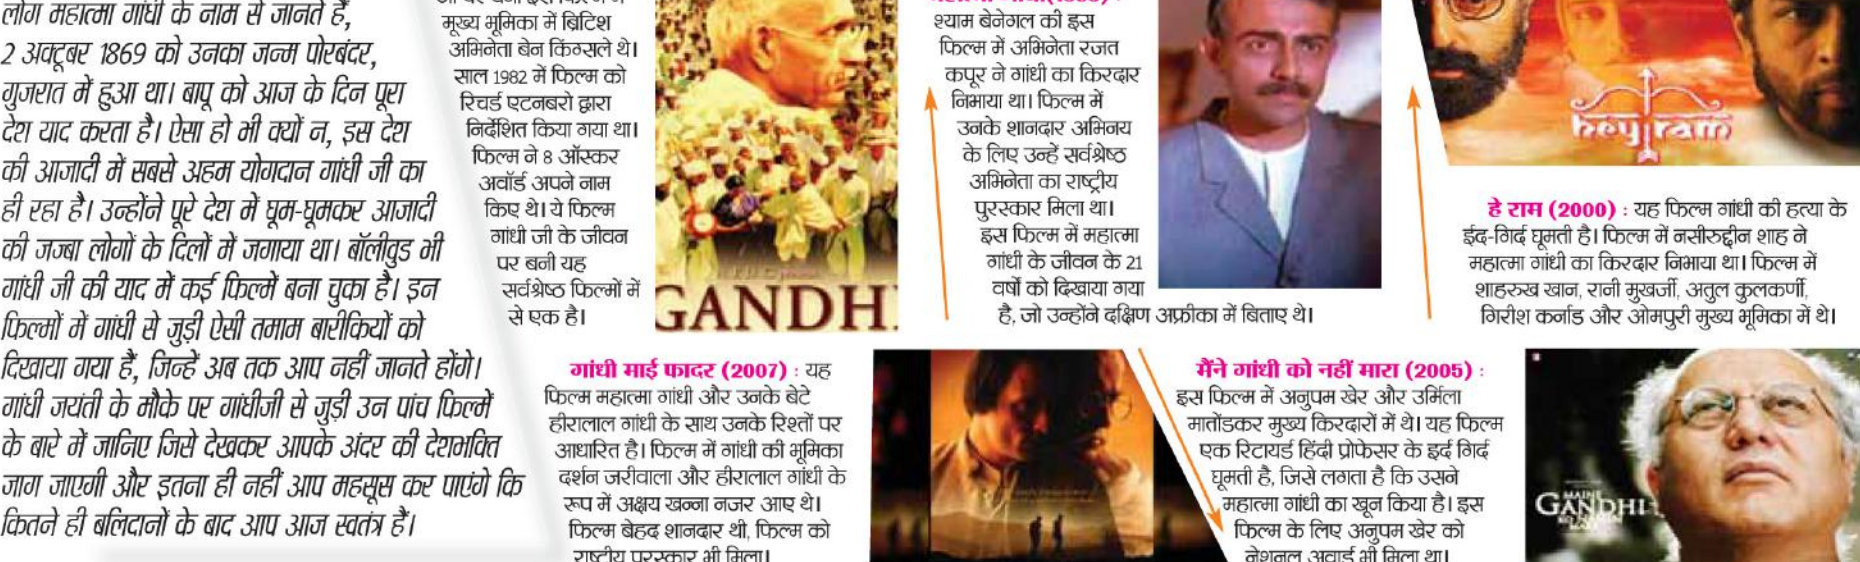 लोग महात्मा गांधी के नाम से जानते हैं,
2 अक्टूबर 1869 को उनका जन्म पोरबंदर,
गुजरात में हुआ था। बापू को आज के दिन पूरा
देश याद करता है। ऐसा हो भी क्यों न, इस देश
की आजादी में सबसे अहम योगदान गांधी जी का
ही रहा है। उन्होंने पूरे देश में घूम-घूमकर आजादी
की जज्बा लोगों के दिलों में जगाया था। बॉलीवुड भी
गांधी जी की याद में कई फिल्में बना चुका है। इन
फिल्मों में गांधी से जुड़ी ऐसी तमाम बारीकियों को
दिखाया गया हैं, जिन्हें अब तक आप नहीं जानते होंगे।
गांधी जयंती के मौके पर गांधीजी से जुड़ी उन पांच फिल्में
के बारे में जानिए जिसे देखकर आपके अंदर की देशभक्ति
जाग जाएगी और इतना ही नहीं आप महसूस कर पाएंगे कि
कितने ही बलिदानों के बाद आप आज स्वतंत्र हैं।
मूख्य भूमिका में ब्रिटिश
अभिनेता बेन किंग्सले थे।
साल 1982 में फिल्म को
रिचर्ड एटनबरो द्वारा
निर्देशित किया गया था।
फिल्म ने 8 ऑस्कर
अवॉर्ड अपने नाम
किए थे। ये फिल्म
गांधी जी के जीवन
पर बनी यह
सर्वश्रेष्ठ फिल्मों में
से एक है।
GANDHI
श्याम बेनेगल की इस
फिल्म में अभिनेता रजत
कपूर ने गांधी का किरदार
निभाया था। फिल्म में
उनके शानदार अभिनय
के लिए उन्हें सर्वश्रेष्ठ
अभिनेता का राष्ट्रीय
पुरस्कार मिला था।
इस फिल्म में महात्मा
गांधी के जीवन के 21
वर्षों को दिखाया गया
है, जो उन्होंने दक्षिण अफ्रीका में बिताए थे।
hey ram
हे राम (2000) : यह फिल्म गांधी की हत्या के
ईद-गिर्द घूमती है। फिल्म में नसीरुद्दीन शाह ने
महात्मा गांधी का किरदार निभाया था। फिल्म में
शाहरुख खान, रानी मुखर्जी, अतुल कुलकर्णी,
गिरीश कर्नाड और ओमपुरी मुख्य भूमिका में थे।
गांधी माई फादर (2007) : यह
फिल्म महात्मा गांधी और उनके बेटे
हीरालाल गांधी के साथ उनके रिश्तों पर
आधारित है। फिल्म में गांधी की भूमिका
दर्शन जरीवाला और हीरालाल गांधी के
रूप में अक्षय खन्ना नजर आए थे।
फिल्म बेहद शानदार थी, फिल्म को
राष्ट्रीय पुरस्कार भी मिला।
मैंने गांधी को नहीं मारा (2005) :
इस फिल्म में अनुपम खेर और उर्मिला
मातोंडकर मुख्य किरदारों में थे। यह फिल्म
एक रिटायर्ड हिंदी प्रोफेसर के इर्द गिर्द
घूमती है, जिसे लगता है कि उसने
महात्मा गांधी का खून किया है। इस
फिल्म के लिए अनुपम खेर को
नेशनल अवार्ड भी मिला था।
MAINE
GANDHI
KO NAHIN
MARA